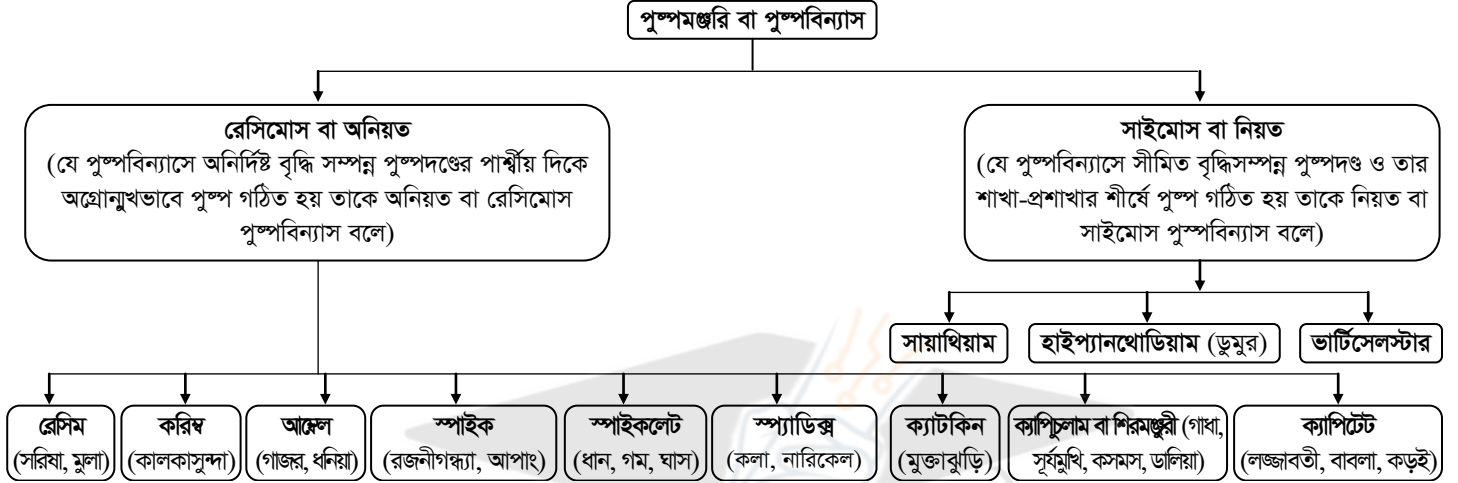 পুষ্পমঞ্জরি বা পুষ্পবিন্যাস
রেসিমোস বা অনিয়ত
(যে পুষ্পবিন্যাসে অনির্দিষ্ট বৃদ্ধি সম্পন্ন পুষ্পদণ্ডের পার্শ্বীয় দিকে
অগ্রোন্মুখভাবে পুষ্প গঠিত হয় তাকে অনিয়ত বা রেসিমোস
পুষ্পবিন্যাস বলে)
সাইমোস বা নিয়ত
(যে পুষ্পবিন্যাসে সীমিত বৃদ্ধিসম্পন্ন পুষ্পদণ্ড ও তার
শাখা-প্রশাখার শীর্ষে পুষ্প গঠিত হয় তাকে নিয়ত বা
সাইমোস পুস্পবিন্যাস বলে)
সায়াথিয়াম
হাইপ্যানথোডিয়াম (ডুমুর)
ভার্টিসেলস্টার
রেসিম
(সরিষা, মুলা)
করিম্ব
(কালকাসুন্দা)
আম্বেল
(গাজর, ধনিয়া)
স্পাইক
(রজনীগন্ধ্যা, আপাং)
স্পাইকলেট
(ধান, গম, ঘাস)
স্প্যাডিক্স
(কলা, নারিকেল)
ক্যাটকিন
(মুক্তাঝুড়ি)
ক্যাপিচুলাম বা শিরমঞ্জুরী (গাধা,
সূর্যমুখি, কসমস, ডালিয়া)
ক্যাপিটেট
(লজ্জাবতী, বাবলা, কড়ই)